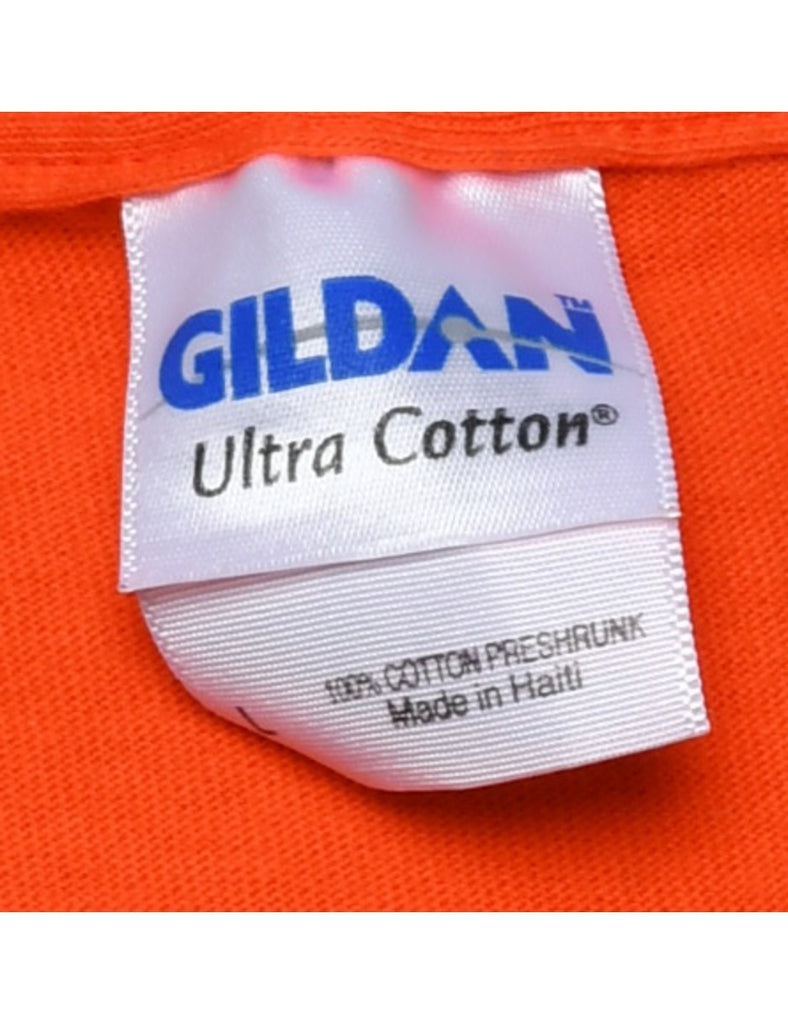 GILDAN™
Ultra Cotton®
100% COTTON PRESHRUNK
Made in Haiti
L